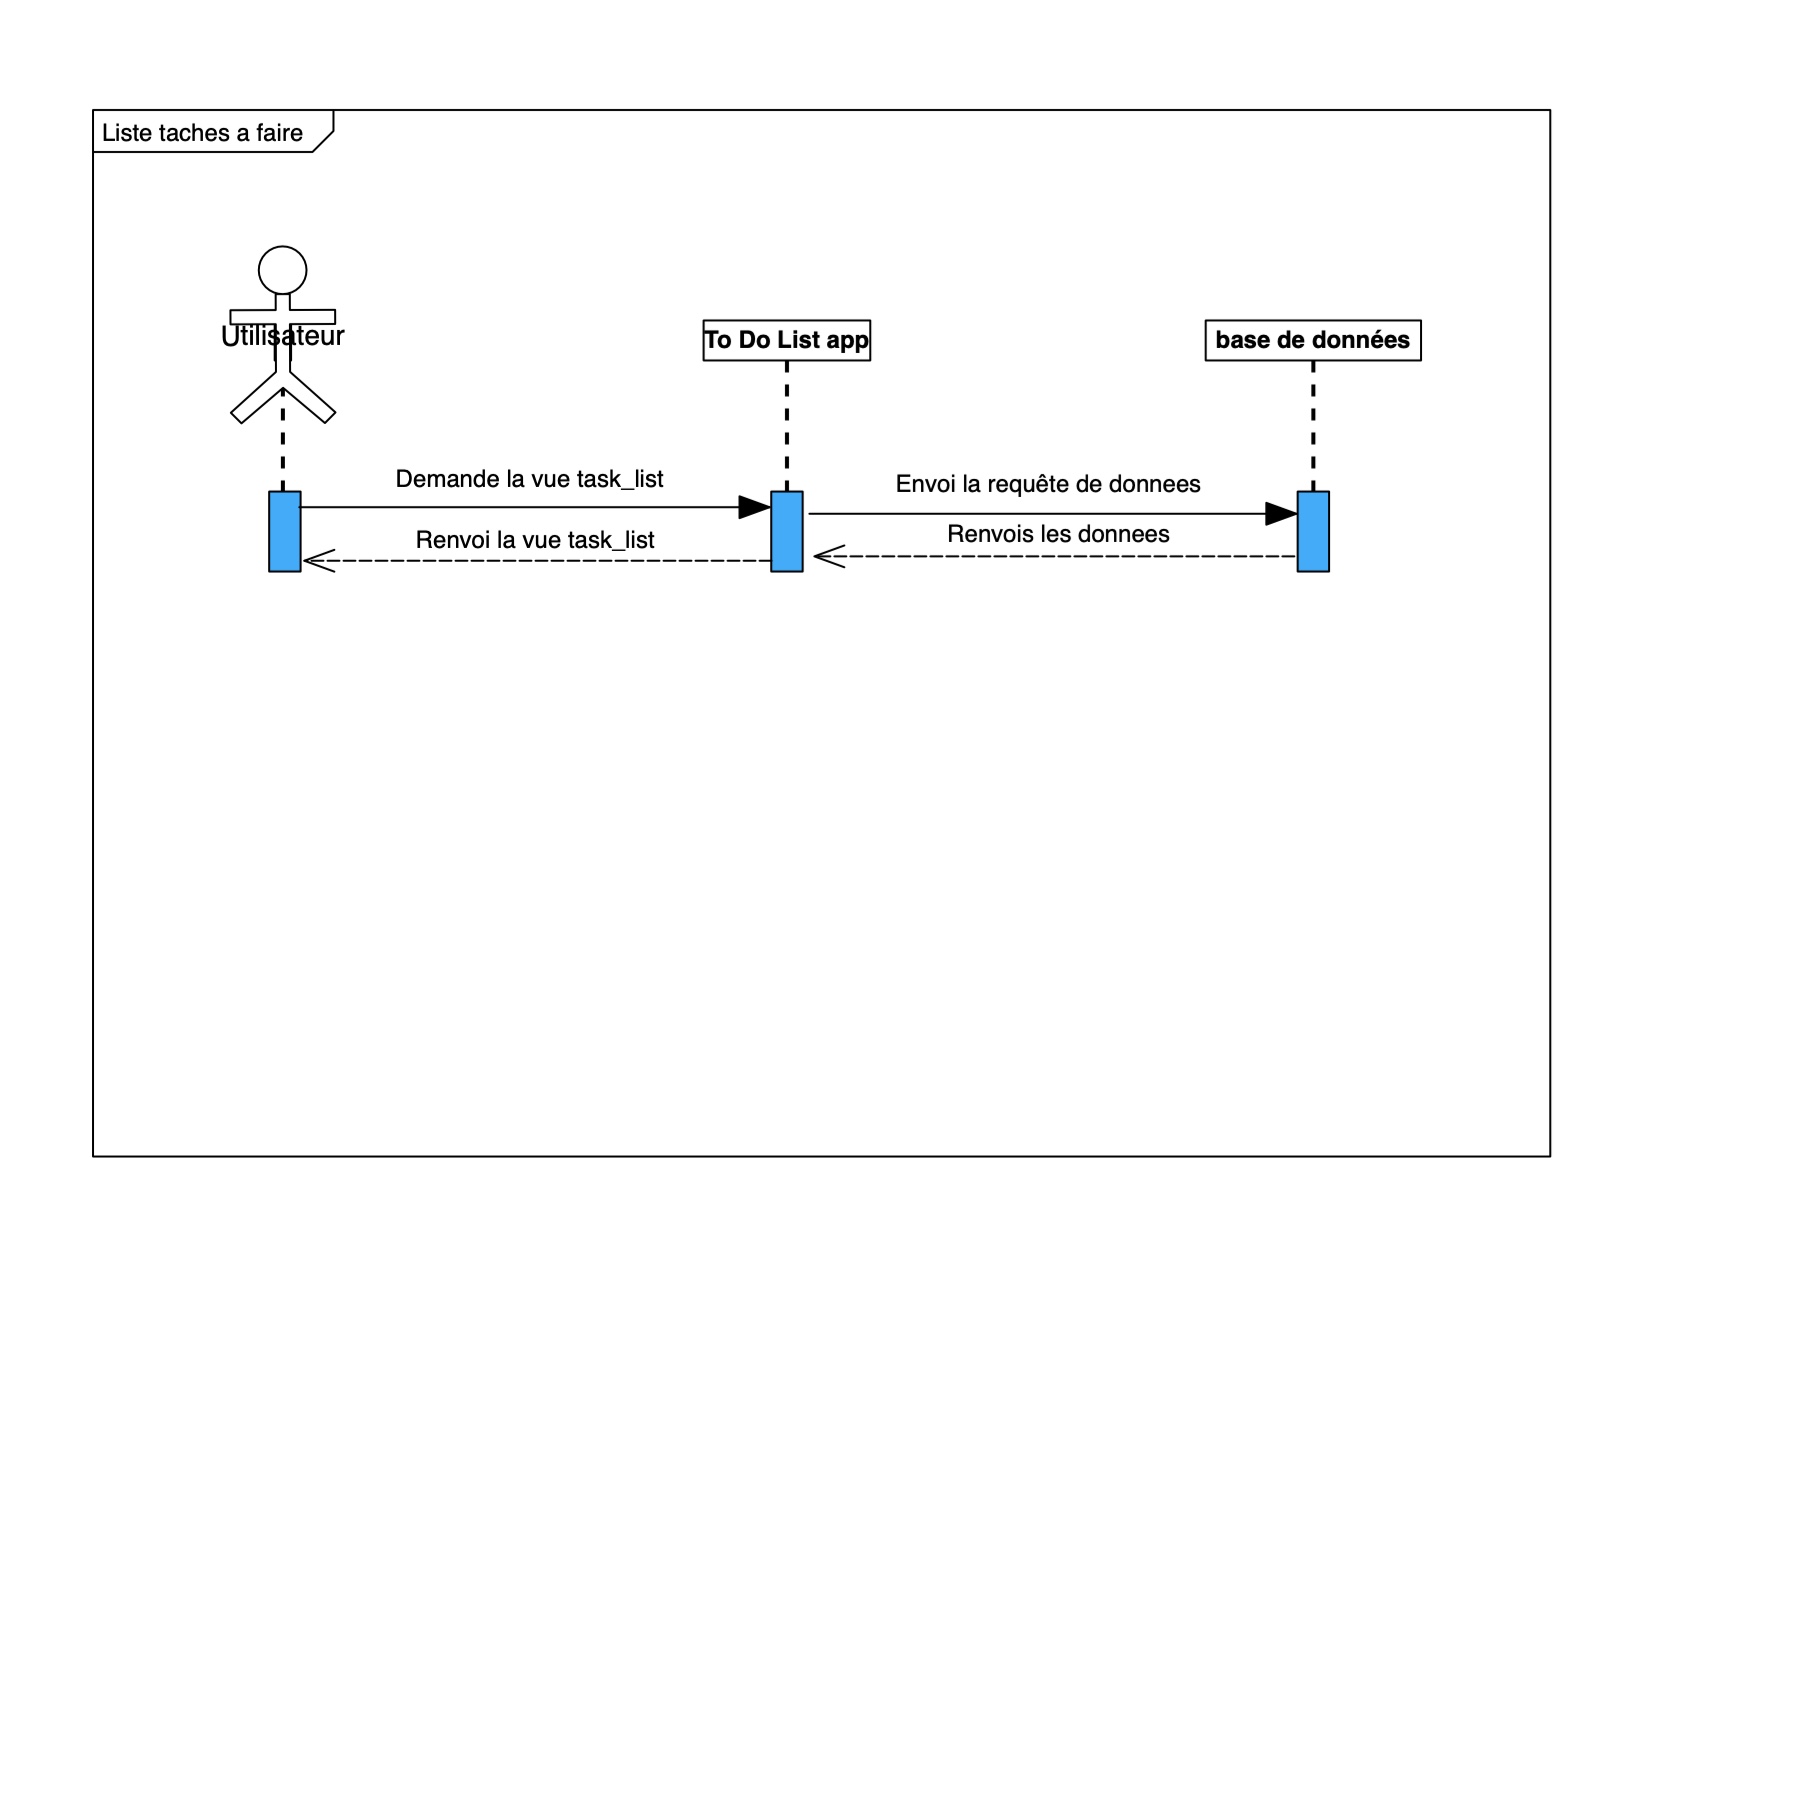 Liste taches a faire
Utilisateur
To Do List app
base de données
Demande la vue task_list
Envoi la requête de donnees
Renvois les donnees
Renvoi la vue task_list